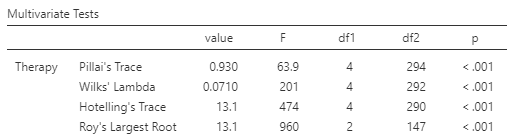 Multivariate Tests
value F df1 df2 p
Therapy Pillai's Trace 0.930 63.9 4 294 < .001
Wilks' Lambda 0.0710 201 4 292 < .001
Hotelling's Trace 13.1 474 4 290 < .001
Roy's Largest Root 13.1 960 2 147 < .001